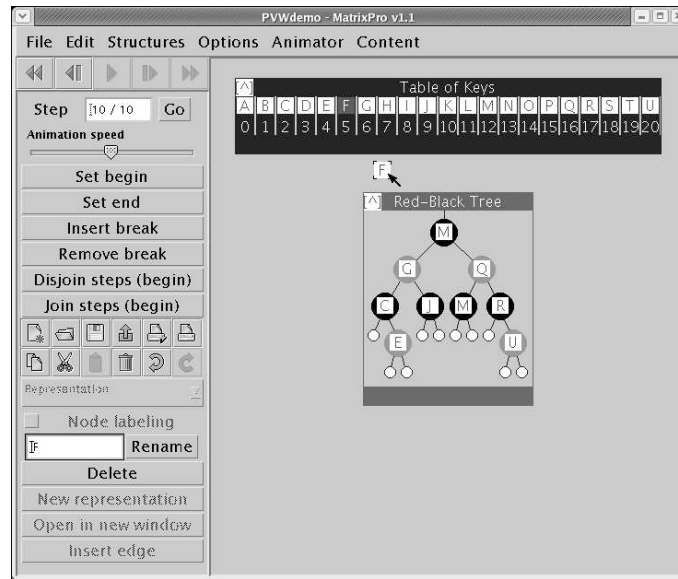 PVWdemo - MatrixPro v1.1
File Edit Structures Options Animator Content
Step 10 / 10 Go
Animation speed
Set begin
Set end
Insert break
Remove break
Disjoin steps (begin)
Join steps (begin)
Representation
Node labeling
F Rename
Delete
New representation
Open in new window
Insert edge
[^] Table of Keys
A B C D E F G H I J K L M N O P Q R S T U
0 1 2 3 4 5 6 7 8 9 10 11 12 13 14 15 16 17 18 19 20
F
[^] Red-Black Tree
M
G Q
C J M R
E U